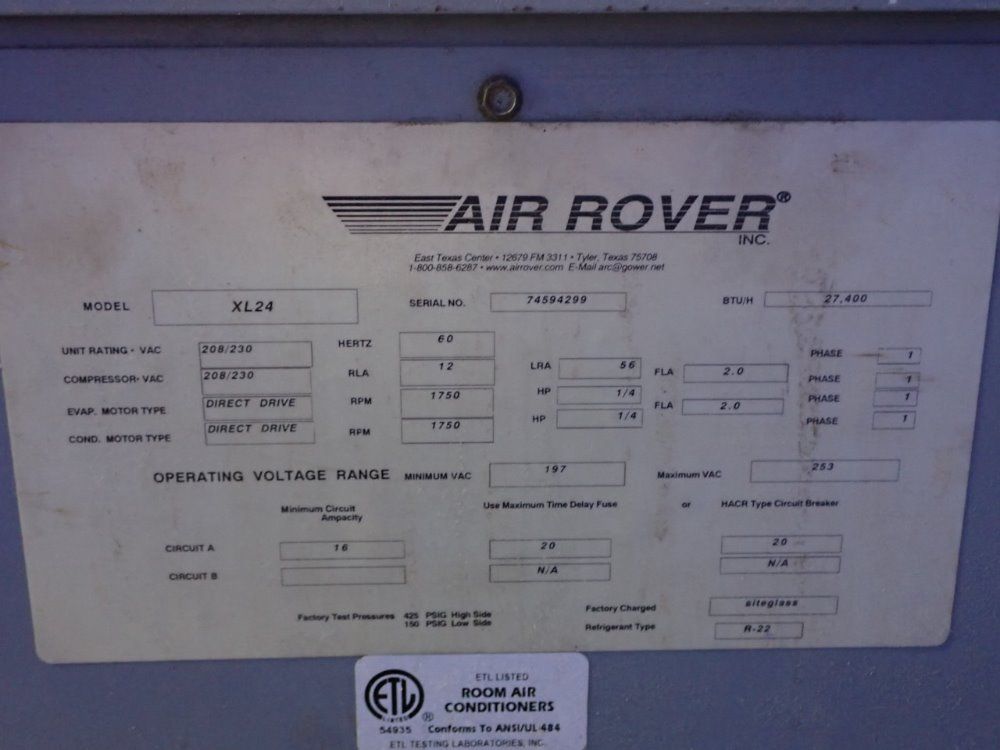 AIR ROVER®
INC.
East Texas Center • 12679 FM 3311 • Tyler, Texas 75708
1-800-858-6287 • www.airrover.com E-Mail arc@gower.net
MODEL XL24 SERIAL NO. 74594299 BTU/H 27,400
UNIT RATING - VAC 208/230 HERTZ 60 PHASE 1
COMPRESSOR- VAC 208/230 RLA 12 LRA 56 FLA 2.0 PHASE 1
EVAP. MOTOR TYPE DIRECT DRIVE RPM 1750 HP 1/4 FLA 2.0 PHASE 1
COND. MOTOR TYPE DIRECT DRIVE RPM 1750 HP 1/4 PHASE 1
OPERATING VOLTAGE RANGE MINIMUM VAC 197 Maximum VAC 253
Minimum Circuit Ampacity Use Maximum Time Delay Fuse or HACR Type Circuit Breaker
CIRCUIT A 16 20 20
CIRCUIT B N/A N/A
Factory Test Pressures 425 PSIG High Side Factory Charged siteglass
150 PSIG Low Side Refrigerant Type R-22
ETL LISTED
ROOM AIR
CONDITIONERS
ETL LISTED ®
54935 Conforms To ANSI/UL 484
ETL TESTING LABORATORIES, INC.